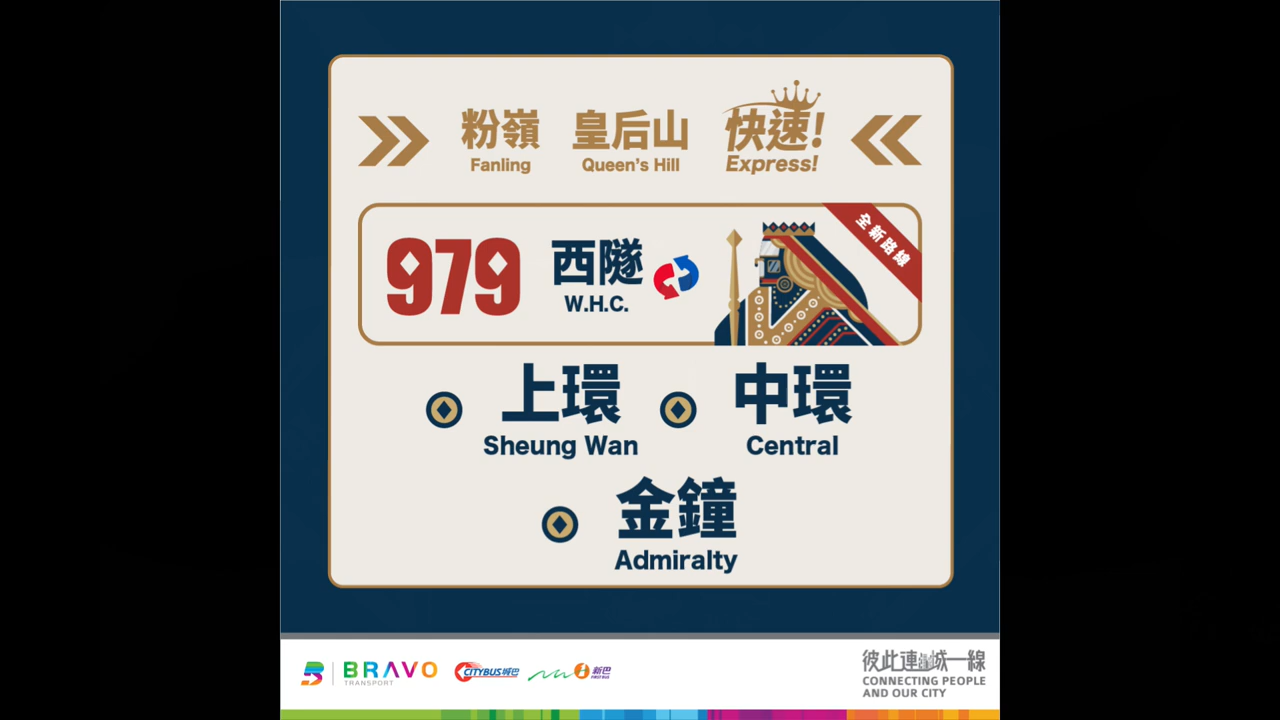 粉嶺 皇后山 快速!
Fanling Queen's Hill Express!
全新路線
979 西隧
W.H.C.
上環 中環
Sheung Wan Central
金鐘
Admiralty
BRAVO
TRANSPORT
CITYBUS城巴
新巴
FIRST BUS
彼此連城一線
CONNECTING PEOPLE
AND OUR CITY